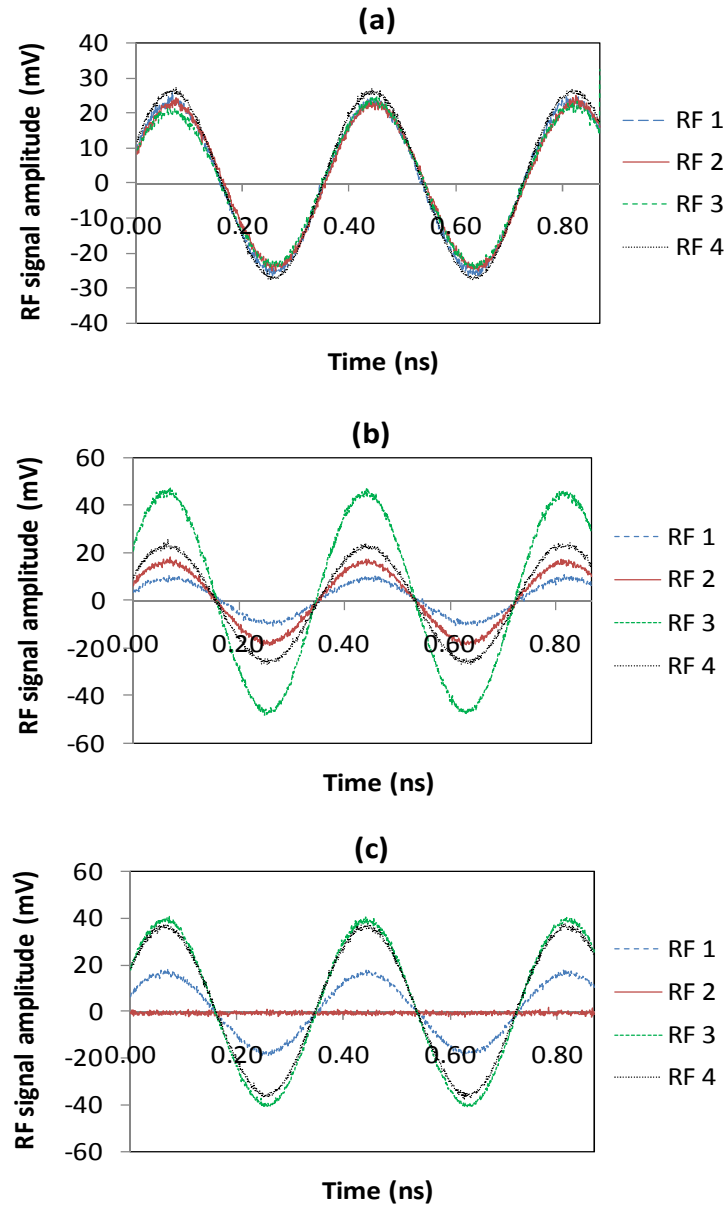 (a)
RF signal amplitude (mV)
40
30
20
10
0
-10
-20
-30
-40
0.00 0.20 0.40 0.60 0.80
Time (ns)
RF 1
RF 2
RF 3
RF 4
(b)
RF signal amplitude (mV)
60
40
20
0
-20
-40
-60
0.00 0.20 0.40 0.60 0.80
Time (ns)
RF 1
RF 2
RF 3
RF 4
(c)
RF signal amplitude (mV)
60
40
20
0
-20
-40
-60
0.00 0.20 0.40 0.60 0.80
Time (ns)
RF 1
RF 2
RF 3
RF 4